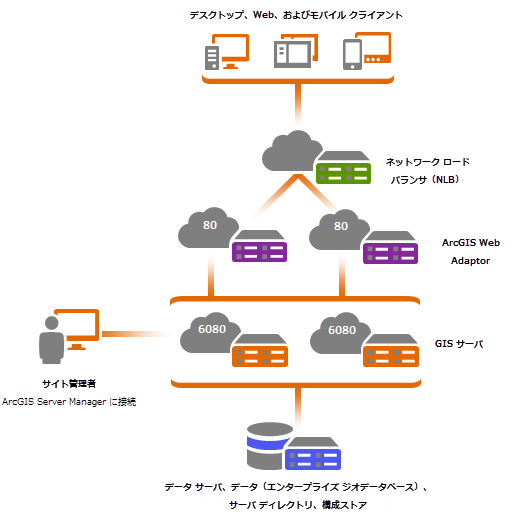 デスクトップ、Web、およびモバイル クライアント
ネットワーク ロード
バランサ（NLB）
80
80
ArcGIS Web
Adaptor
6080
6080
GIS サーバ
サイト管理者
ArcGIS Server Manager に接続
データ サーバ、データ（エンタープライズ ジオデータベース）、
サーバ ディレクトリ、構成ストア